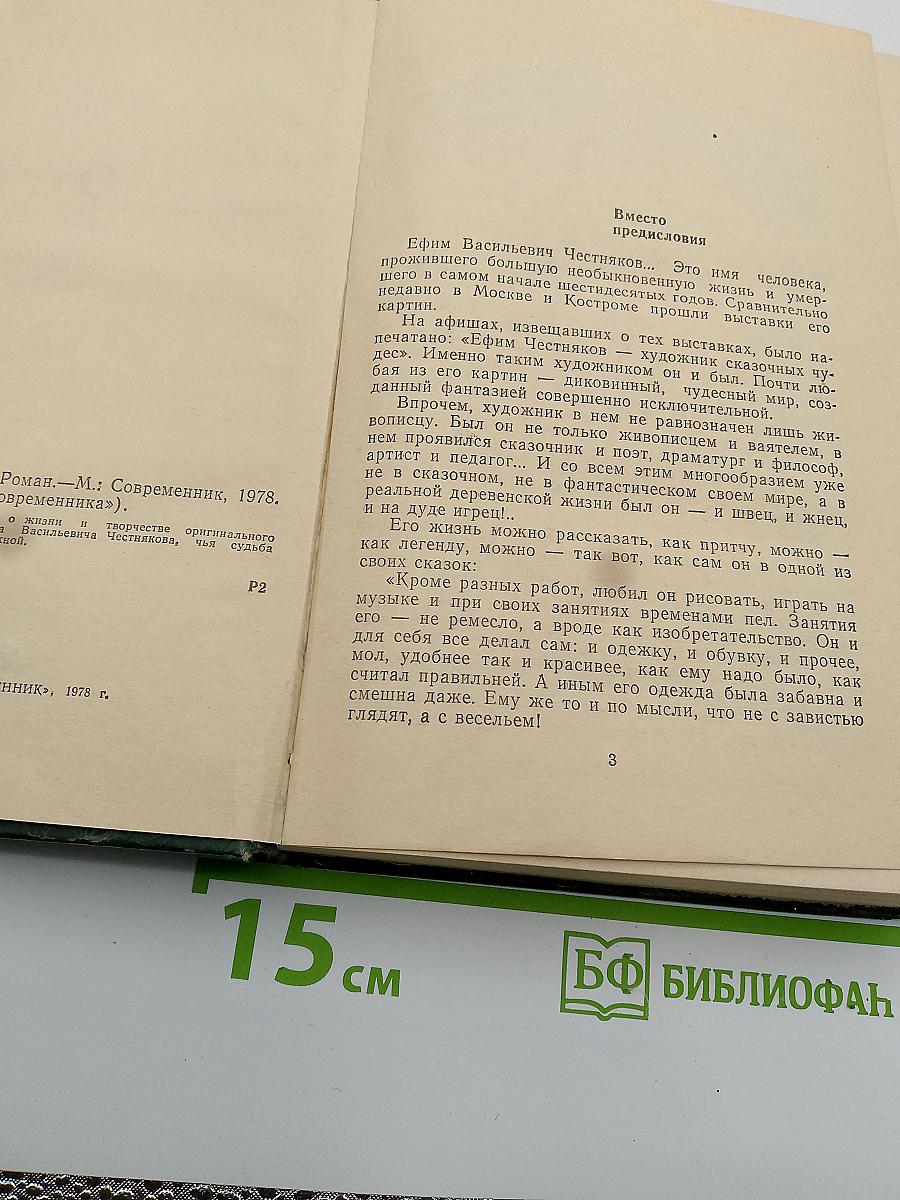 Роман.—М.: Современник, 1978.
овременника»).
о жизни и творчестве оригинального
Васильевича Честнякова, чья судьба
Р2
1978 г.
Вместо
предисловия
Ефим Васильевич Честняков... Это имя человека,
прожившего большую необыкновенную жизнь и умер-
шего в самом начале шестидесятых годов. Сравнительно
недавно в Москве и Костроме прошли выставки его
картин.
На афишах, извещавших о тех выставках, было на-
печатано: «Ефим Честняков — художник сказочных чу-
дес». Именно таким художником он и был. Почти лю-
бая из его картин — диковинный, чудесный мир, соз-
данный фантазией совершенно исключительной.
Впрочем, художник в нем не равнозначен лишь жи-
вописцу. Был он не только живописцем и ваятелем, в
нем проявился сказочник и поэт, драматург и философ,
артист и педагог... И со всем этим многообразием уже
не в сказочном, не в фантастическом своем мире, а в
реальной деревенской жизни был он — и швец, и жнец,
и на дуде игрец!..
Его жизнь можно рассказать, как притчу, можно —
как легенду, можно — так вот, как сам он в одной из
своих сказок:
«Кроме разных работ, любил он рисовать, играть на
музыке и при своих занятиях временами пел. Занятия
его — не ремесло, а вроде как изобретательство. Он и
для себя все делал сам: и одежку, и обувку, и прочее,
мол, удобнее так и красивее, как ему надо было, как
считал правильней. А иным его одежда была забавна и
смешна даже. Ему же то и по мысли, что не с завистью
глядят, а с весельем!
3
15 см
БФ БИБЛИОФАН